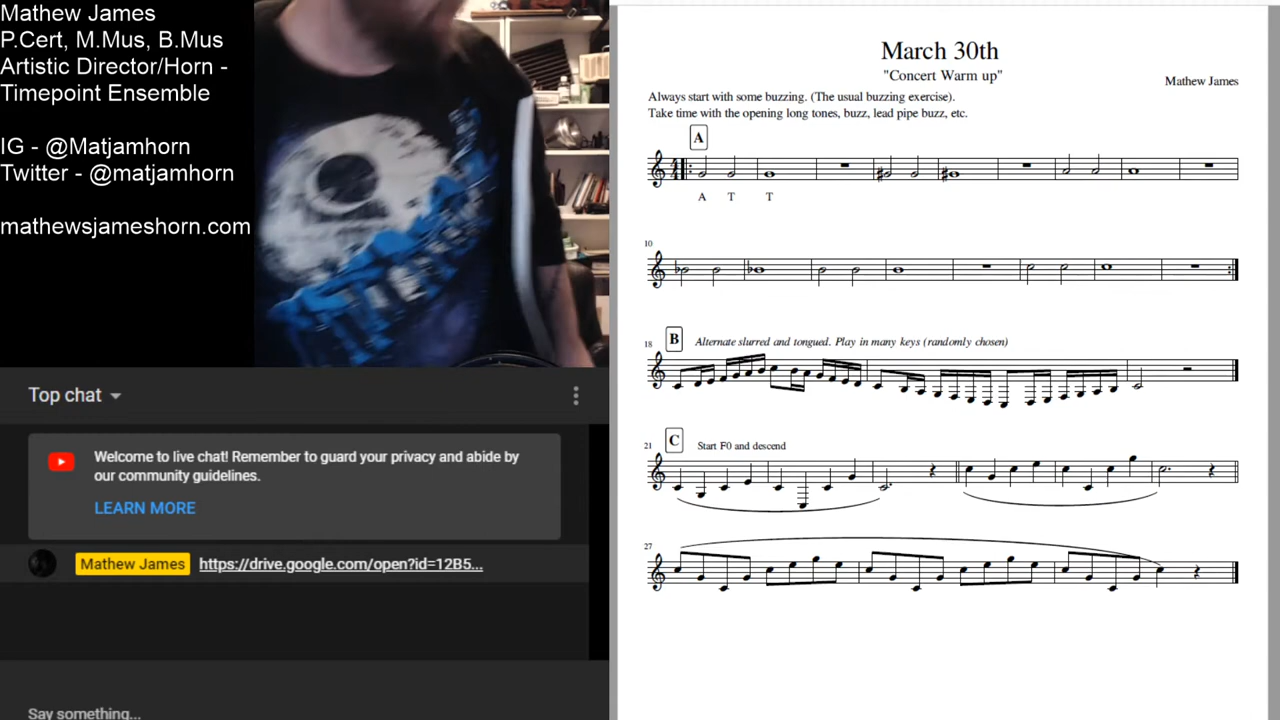 Mathew James
P.Cert, M.Mus, B.Mus
Artistic Director/Horn -
Timepoint Ensemble
IG - @Matjamhorn
Twitter - @matjamhorn
mathewsjameshorn.com
Top chat
Welcome to live chat! Remember to guard your privacy and abide by
our community guidelines.
LEARN MORE
Mathew James https://drive.google.com/open?id=12B5...
Say something...
March 30th
"Concert Warm up"
Mathew James
Always start with some buzzing. (The usual buzzing exercise).
Take time with the opening long tones, buzz, lead pipe buzz, etc.
A
4
4
A T T
10
B Alternate slurred and tongued. Play in many keys (randomly chosen)
18
C Start F0 and descend
21
27